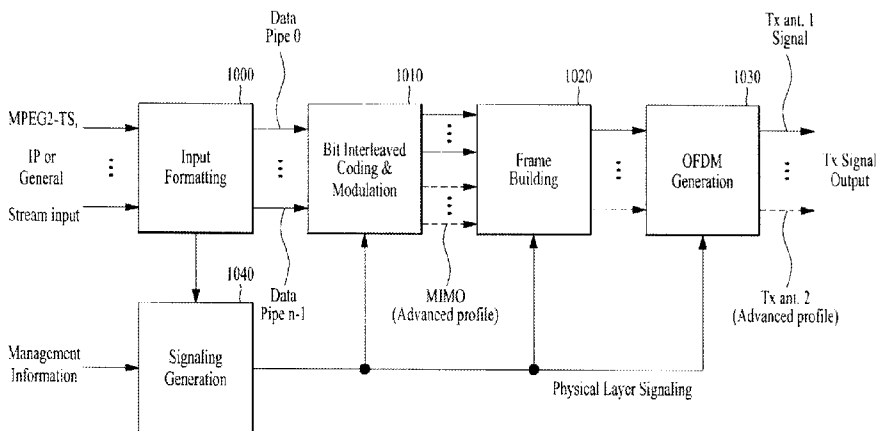 Data
Pipe 0
Tx ant. 1
Signal
1000
1010
1020
1030
MPEG2-TS,
IP or
General
Stream input
Input
Formatting
Bit Interleaved
Coding &
Modulation
Frame
Building
OFDM
Generation
Tx Signal
Output
1040
Data
Pipe n-1
MIMO
(Advanced profile)
Tx ant. 2
(Advanced profile)
Management
Information
Signaling
Generation
Physical Layer Signaling